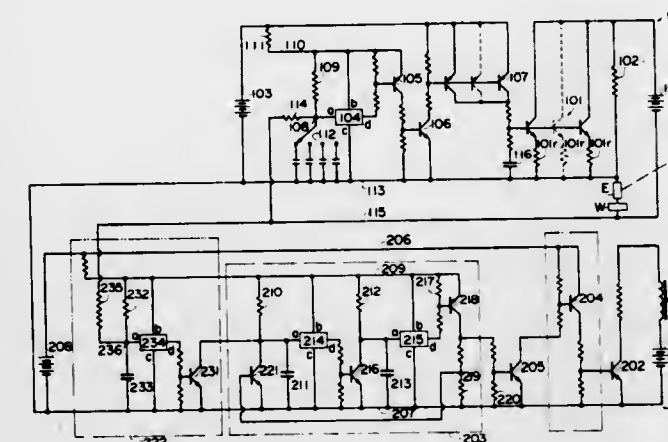 111 110
109 105 107 102
103 b 101
114 a 104
108 c d 106
112 116 101r 101r 101r
113 E
115 W
206
209 217
235 232 210 212 218 204
208 b b b
236 a 234 d a 214 d a 215 d
c c c
233 231 221 211 216 213 219 205 202
220
207
203